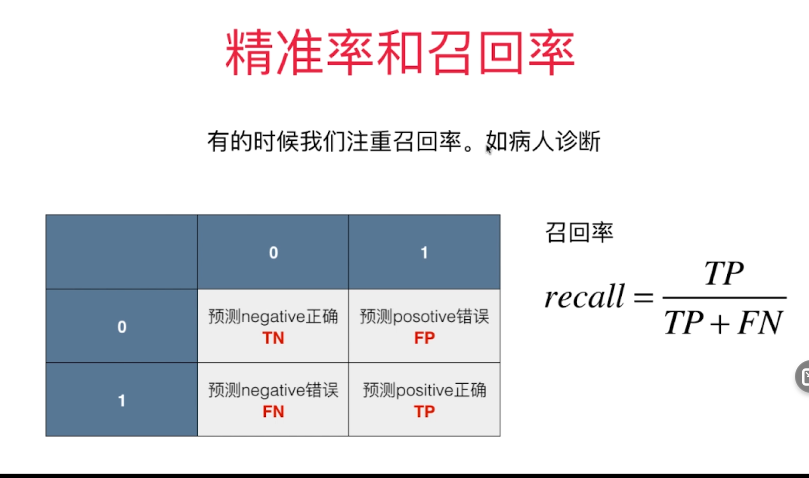 精准率和召回率
有的时候我们注重召回率。如病人诊断
0 1
0 预测negative正确 TN 预测posotive错误 FP
1 预测negative错误 FN 预测positive正确 TP
召回率
recall = TP / (TP + FN)